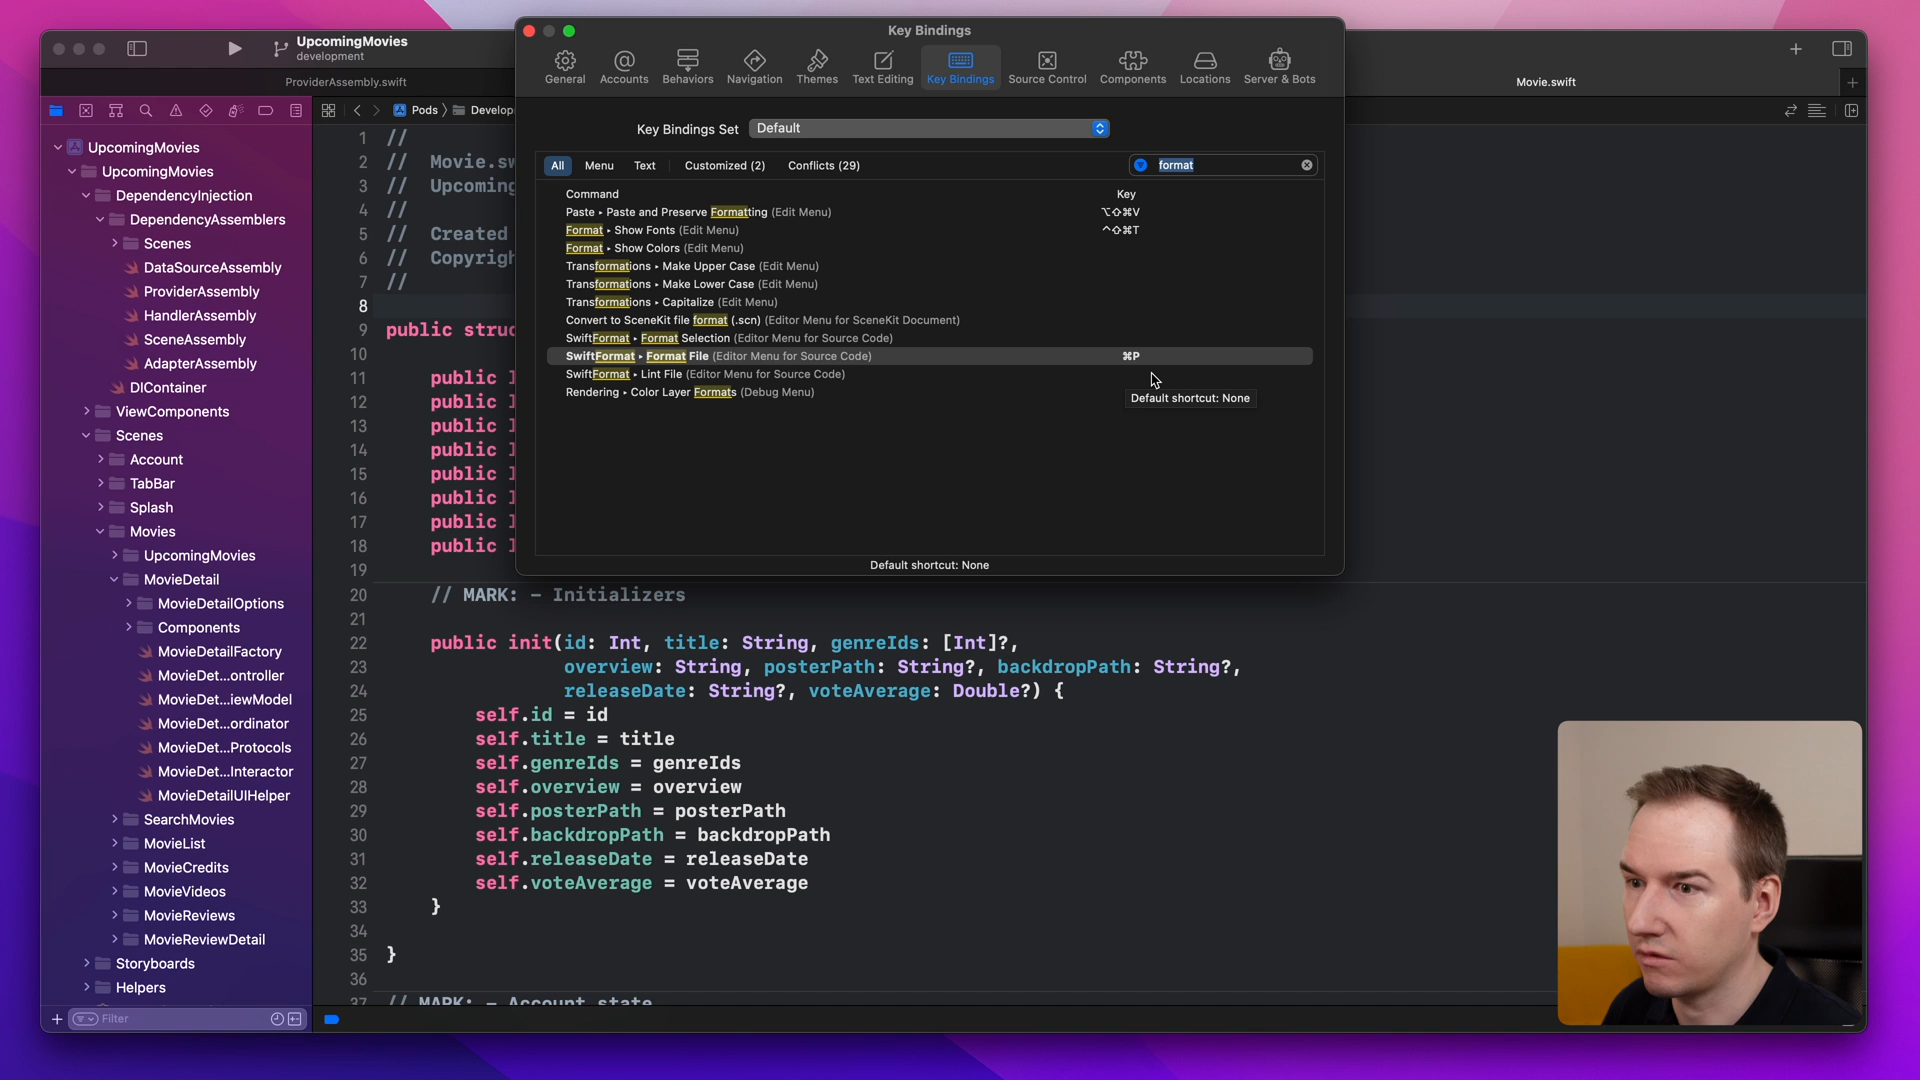 UpcomingMovies
development
ProviderAssembly.swift
UpcomingMovies
UpcomingMovies
DependencyInjection
DependencyAssemblers
Scenes
DataSourceAssembly
ProviderAssembly
HandlerAssembly
SceneAssembly
AdapterAssembly
DIContainer
ViewComponents
Scenes
Account
TabBar
Splash
Movies
UpcomingMovies
MovieDetail
MovieDetailOptions
Components
MovieDetailFactory
MovieDet...ontroller
MovieDet...iewModel
MovieDet...ordinator
MovieDet...Protocols
MovieDet...Interactor
MovieDetailUIHelper
SearchMovies
MovieList
MovieCredits
MovieVideos
MovieReviews
MovieReviewDetail
Storyboards
Helpers
Filter
Key Bindings
General
Accounts
Behaviors
Navigation
Themes
Text Editing
Key Bindings
Source Control
Components
Locations
Server & Bots
Key Bindings Set Default
All Menu Text Customized (2) Conflicts (29) format
Command Key
Paste ▸ Paste and Preserve Formatting (Edit Menu) ⌥⇧⌘V
Format ▸ Show Fonts (Edit Menu) ^⇧⌘T
Format ▸ Show Colors (Edit Menu)
Transformations ▸ Make Upper Case (Edit Menu)
Transformations ▸ Make Lower Case (Edit Menu)
Transformations ▸ Capitalize (Edit Menu)
Convert to SceneKit file format (.scn) (Editor Menu for SceneKit Document)
SwiftFormat ▸ Format Selection (Editor Menu for Source Code)
SwiftFormat ▸ Format File (Editor Menu for Source Code) ⌘P
SwiftFormat ▸ Lint File (Editor Menu for Source Code)
Rendering ▸ Color Layer Formats (Debug Menu)
Default shortcut: None
Default shortcut: None
Movie.swift
Pods 〉 Develop
1 //
2 // Movie.sw
3 // Upcoming
4 //
5 // Created
6 // Copyrigh
7 //
8
9 public struc
10
11 public l
12 public l
13 public l
14 public l
15 public l
16 public l
17 public l
18 public l
19
20 // MARK: - Initializers
21
22 public init(id: Int, title: String, genreIds: [Int]?,
23 overview: String, posterPath: String?, backdropPath: String?,
24 releaseDate: String?, voteAverage: Double?) {
25 self.id = id
26 self.title = title
27 self.genreIds = genreIds
28 self.overview = overview
29 self.posterPath = posterPath
30 self.backdropPath = backdropPath
31 self.releaseDate = releaseDate
32 self.voteAverage = voteAverage
33 }
34
35 }
36
37 // MARK: - Account state